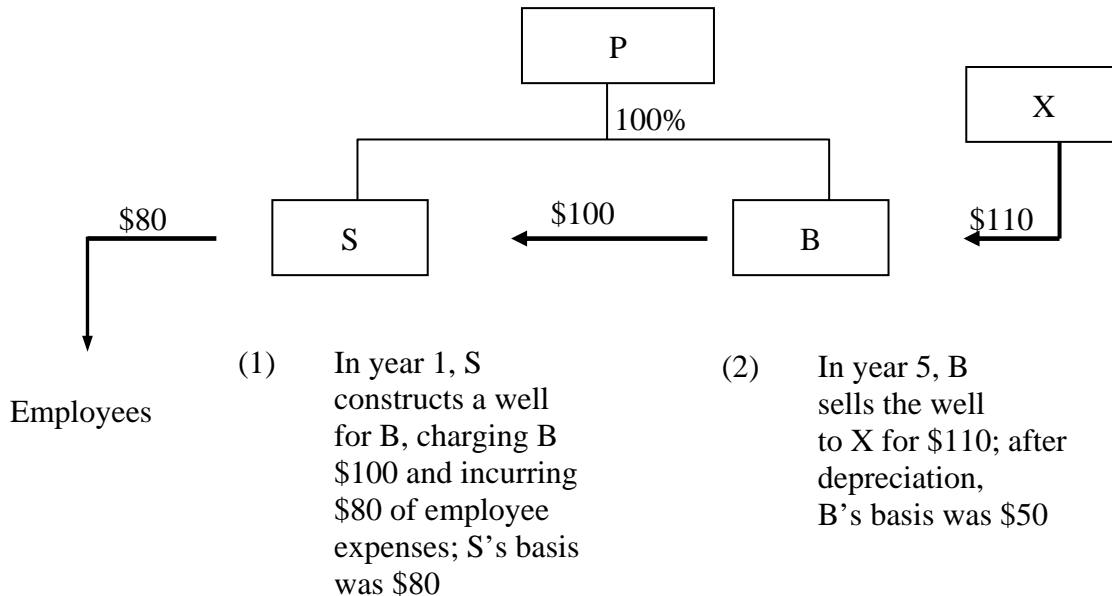 P
X
100%
$80
S
$100
B
$110
Employees
(1) In year 1, S
constructs a well
for B, charging B
$100 and incurring
$80 of employee
expenses; S’s basis
was $80
(2) In year 5, B
sells the well
to X for $110; after
depreciation,
B’s basis was $50